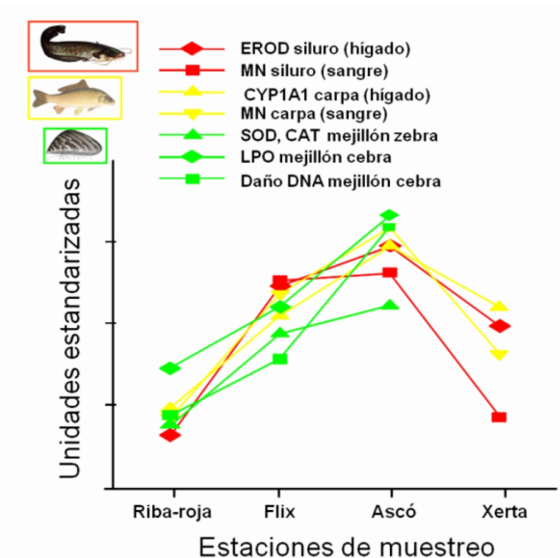 EROD siluro (hígado)
MN siluro (sangre)
CYP1A1 carpa (hígado)
MN carpa (sangre)
SOD, CAT mejillón zebra
LPO mejillón cebra
Daño DNA mejillón cebra
Unidades estandarizadas
Riba-roja Flix Ascó Xerta
Estaciones de muestreo